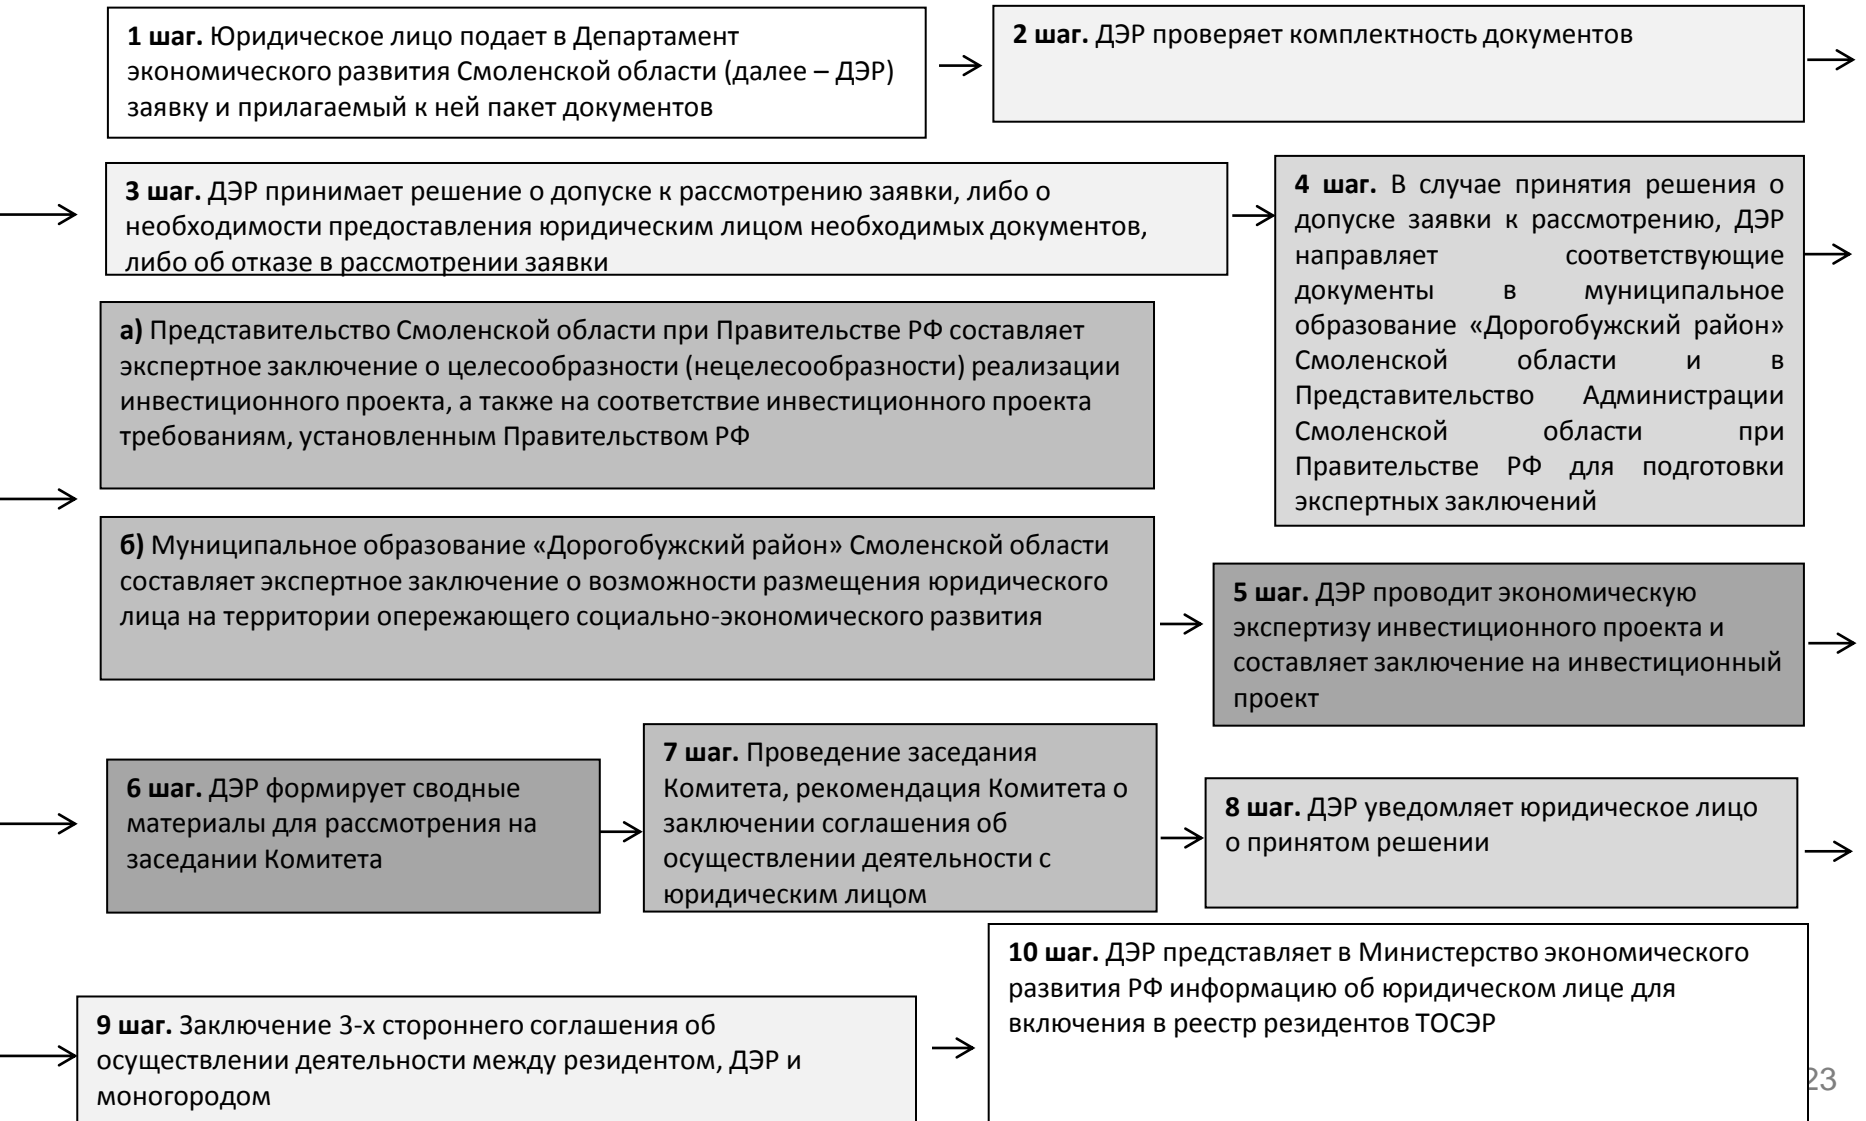 1 шаг. Юридическое лицо подает в Департамент
экономического развития Смоленской области (далее – ДЭР)
заявку и прилагаемый к ней пакет документов
2 шаг. ДЭР проверяет комплектность документов
3 шаг. ДЭР принимает решение о допуске к рассмотрению заявки, либо о
необходимости предоставления юридическим лицом необходимых документов,
либо об отказе в рассмотрении заявки
4 шаг. В случае принятия решения о
допуске заявки к рассмотрению, ДЭР
направляет соответствующие
документы в муниципальное
образование «Дорогобужский район»
Смоленской области и в
Представительство Администрации
Смоленской области при
Правительстве РФ для подготовки
экспертных заключений
а) Представительство Смоленской области при Правительстве РФ составляет
экспертное заключение о целесообразности (нецелесообразности) реализации
инвестиционного проекта, а также на соответствие инвестиционного проекта
требованиям, установленным Правительством РФ
б) Муниципальное образование «Дорогобужский район» Смоленской области
составляет экспертное заключение о возможности размещения юридического
лица на территории опережающего социально-экономического развития
5 шаг. ДЭР проводит экономическую
экспертизу инвестиционного проекта и
составляет заключение на инвестиционный
проект
6 шаг. ДЭР формирует сводные
материалы для рассмотрения на
заседании Комитета
7 шаг. Проведение заседания
Комитета, рекомендация Комитета о
заключении соглашения об
осуществлении деятельности с
юридическим лицом
8 шаг. ДЭР уведомляет юридическое лицо
о принятом решении
9 шаг. Заключение 3-х стороннего соглашения об
осуществлении деятельности между резидентом, ДЭР и
моногородом
10 шаг. ДЭР представляет в Министерство экономического
развития РФ информацию об юридическом лице для
включения в реестр резидентов ТОСЭР
23